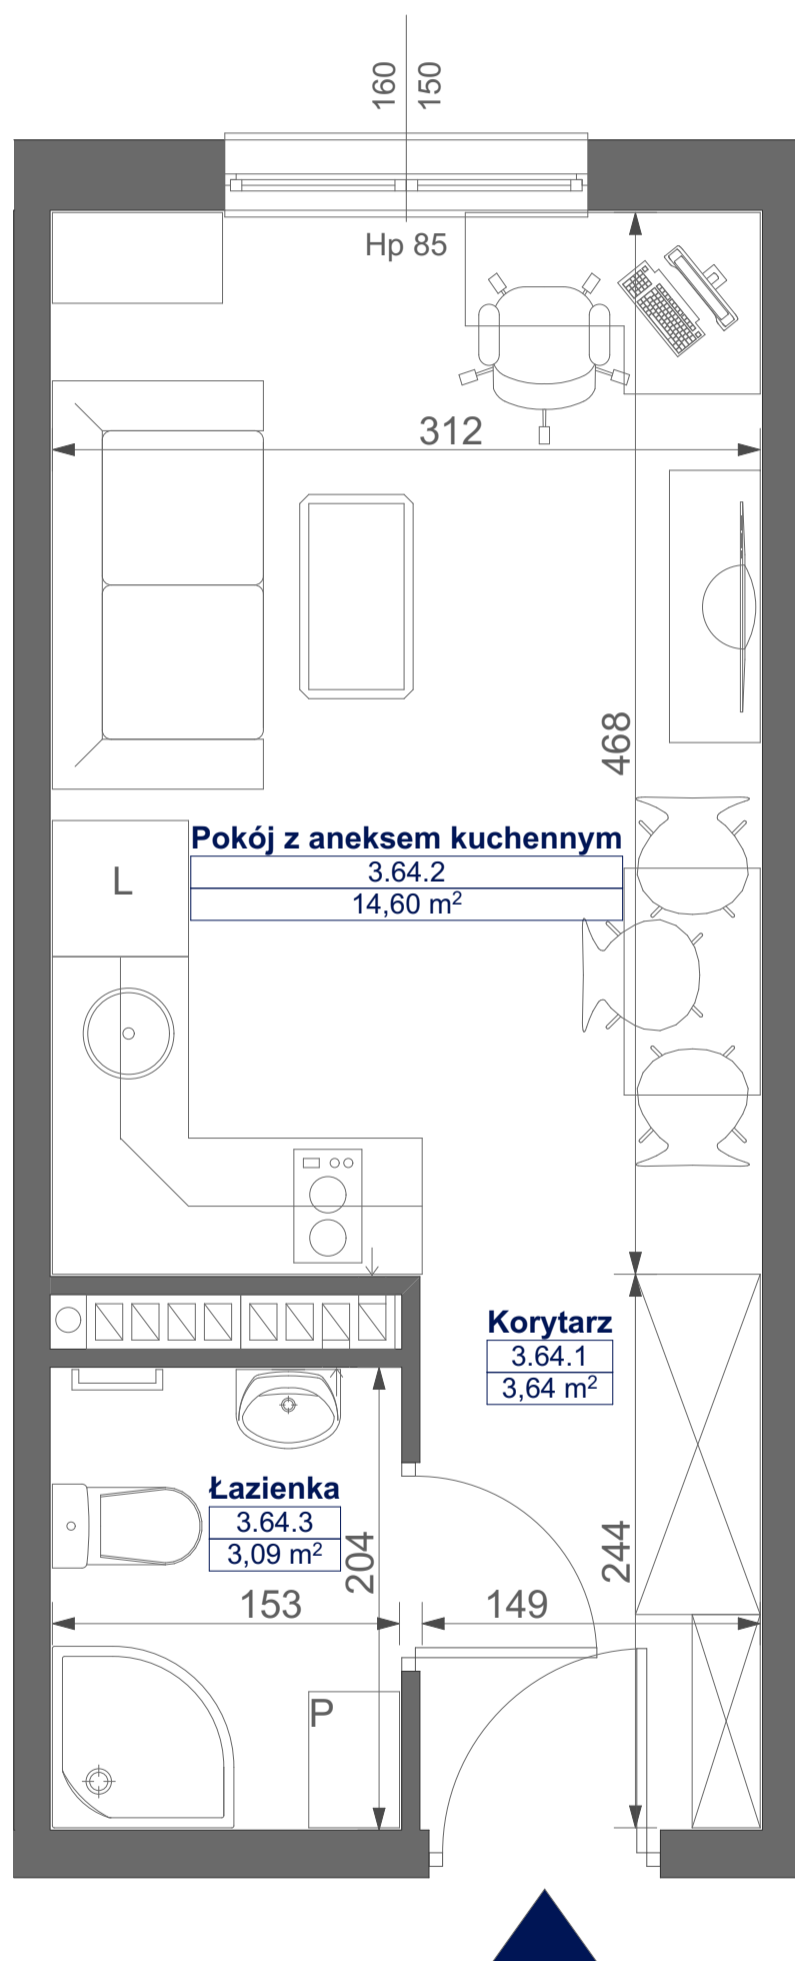 160
150
Hp 85
312
468
Pokój z aneksem kuchennym
3.64.2
14,60 m²
L
Korytarz
3.64.1
3,64 m²
Łazienka
3.64.3
3,09 m²
204
244
153
149
P